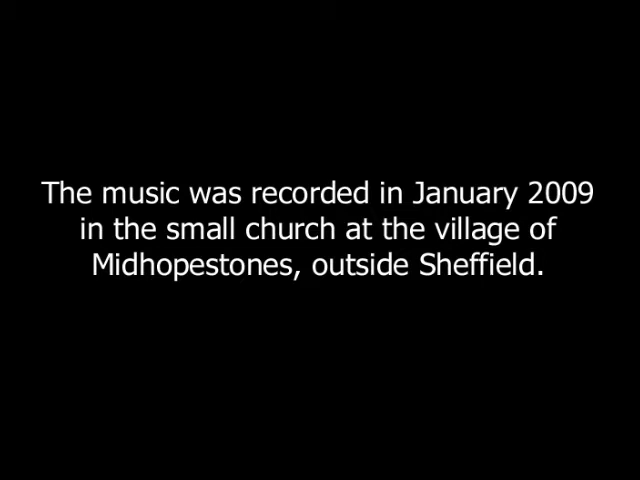 The music was recorded in January 2009
in the small church at the village of
Midhopestones, outside Sheffield.